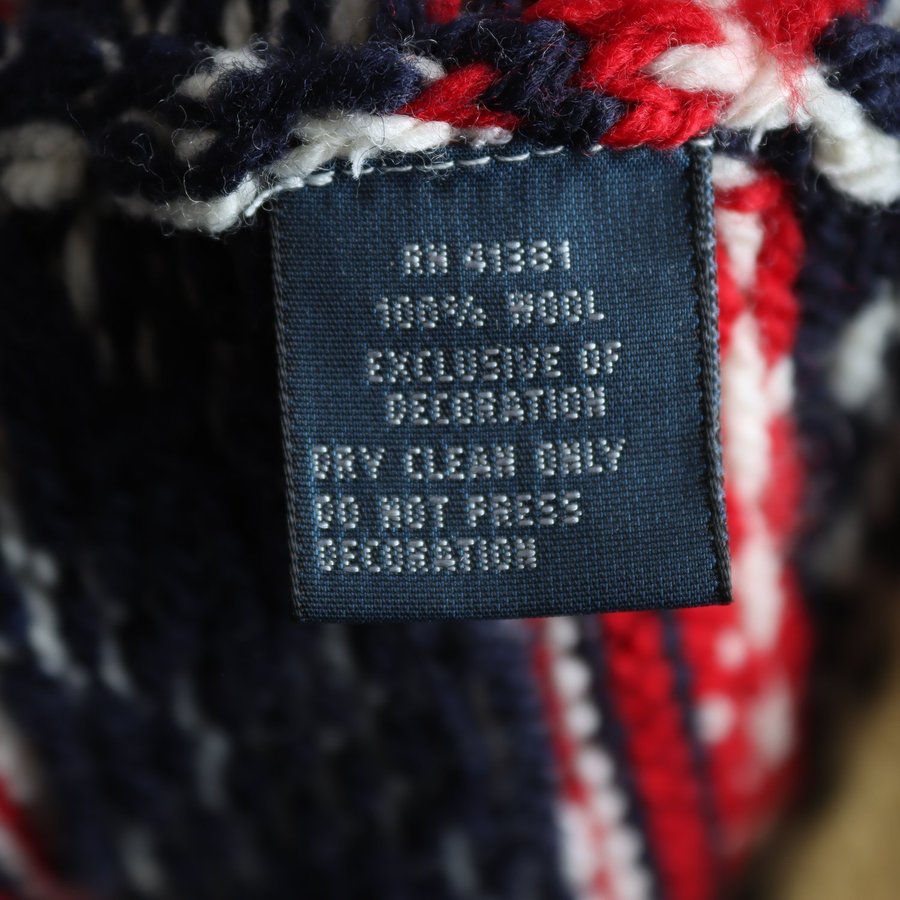 RN 41381
100% WOOL
EXCLUSIVE OF
DECORATION
DRY CLEAN ONLY
DO NOT PRESS
DECORATION